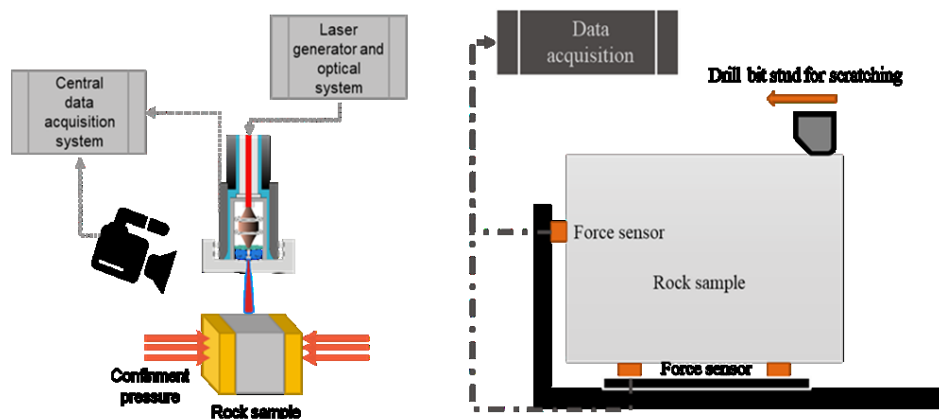 Laser
generator and
optical
system
Central
data
acquisition
system
Confinment
pressure
Rock sample
Data
acquisition
Drill bit stud for scratching
Force sensor
Rock sample
Force sensor